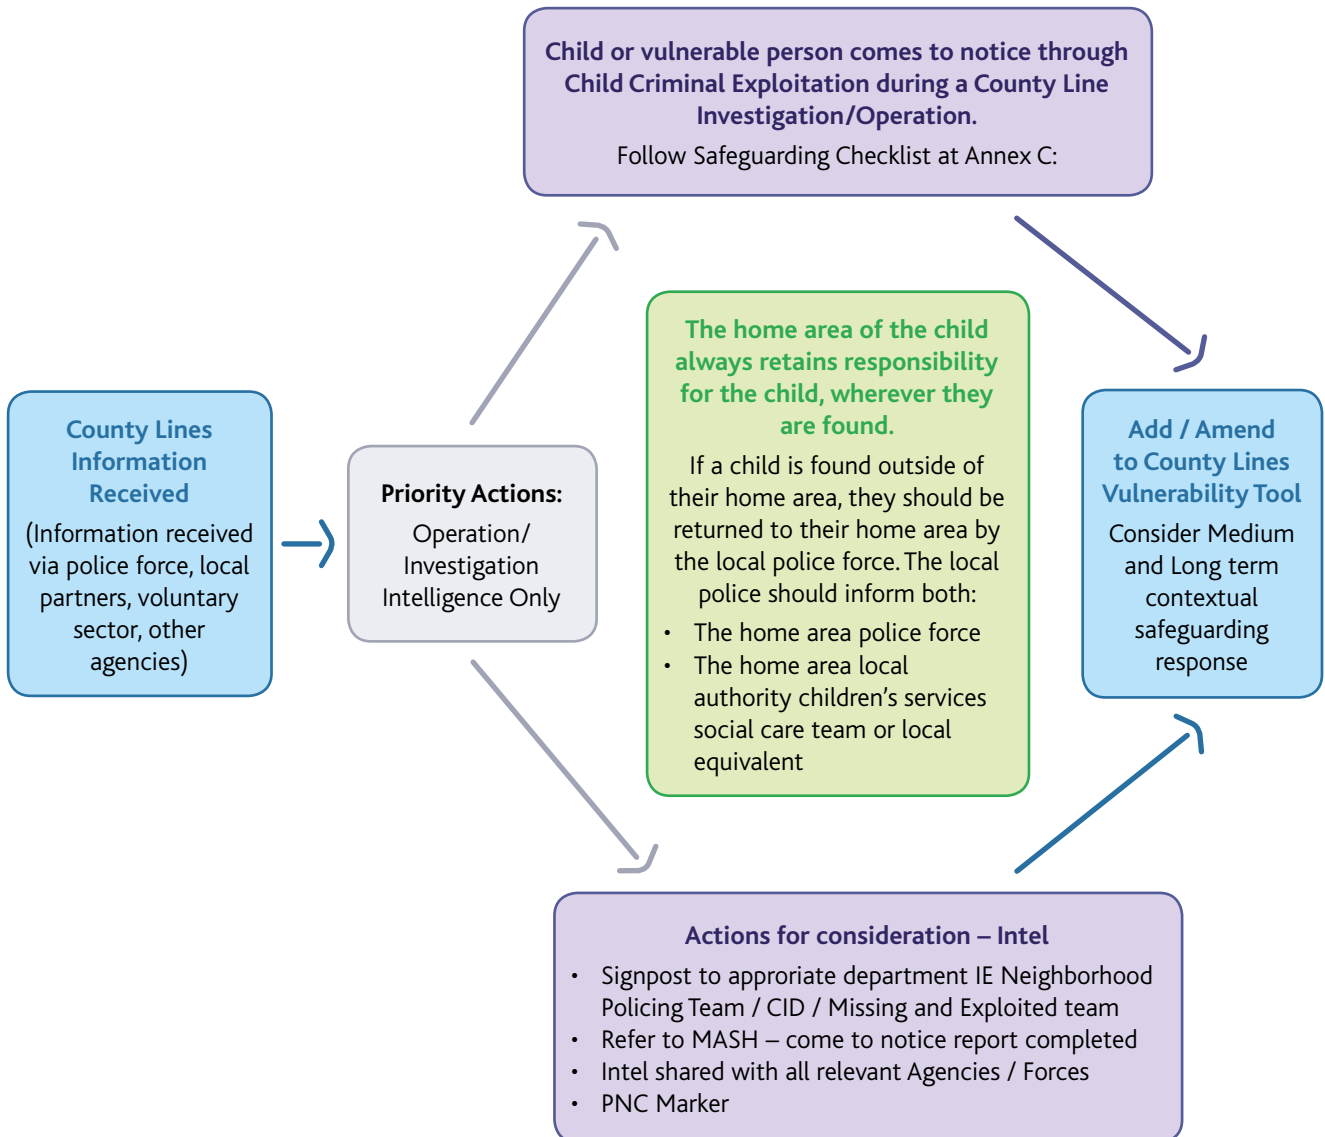 Child or vulnerable person comes to notice through
Child Criminal Exploitation during a County Line
Investigation/Operation.
Follow Safeguarding Checklist at Annex C:
County Lines
Information
Received
(Information received
via police force, local
partners, voluntary
sector, other
agencies)
Priority Actions:
Operation/
Investigation
Intelligence Only
The home area of the child
always retains responsibility
for the child, wherever they
are found.
If a child is found outside of
their home area, they should be
returned to their home area by
the local police force. The local
police should inform both:
• The home area police force
• The home area local
authority children’s services
social care team or local
equivalent
Add / Amend
to County Lines
Vulnerability Tool
Consider Medium
and Long term
contextual
safeguarding
response
Actions for consideration – Intel
• Signpost to approriate department IE Neighborhood
Policing Team / CID / Missing and Exploited team
• Refer to MASH – come to notice report completed
• Intel shared with all relevant Agencies / Forces
• PNC Marker